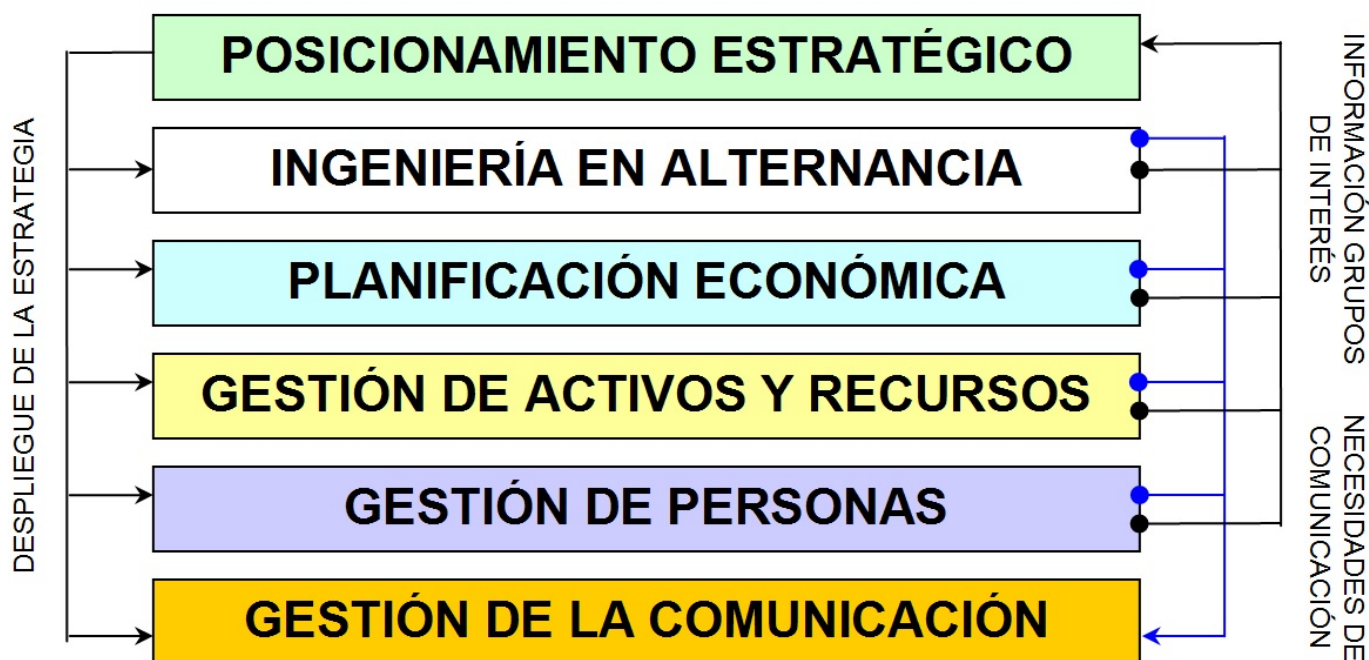 POSICIONAMIENTO ESTRATÉGICO
INGENIERÍA EN ALTERNANCIA
PLANIFICACIÓN ECONÓMICA
GESTIÓN DE ACTIVOS Y RECURSOS
GESTIÓN DE PERSONAS
GESTIÓN DE LA COMUNICACIÓN
DESPLIEGUE DE LA ESTRATEGIA
INFORMACIÓN GRUPOS
DE INTERÉS
NECESIDADES DE
COMUNICACIÓN